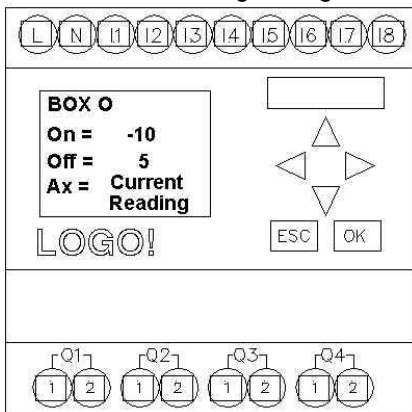 L N I1 I2 I3 I4 I5 I6 I7 I8
BOX O
On = -10
Off = 5
Ax = Current
Reading
LOGO!
ESC OK
Q1 Q2 Q3 Q4
1 2 1 2 1 2 1 2